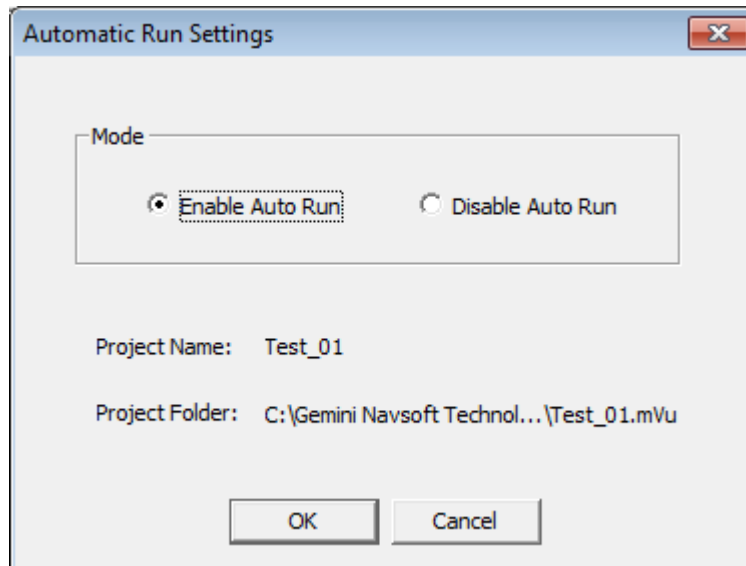 Automatic Run Settings
Mode
Enable Auto Run Disable Auto Run
Project Name: Test_01
Project Folder: C:\Gemini Navsoft Technol...\Test_01.mVu
OK Cancel